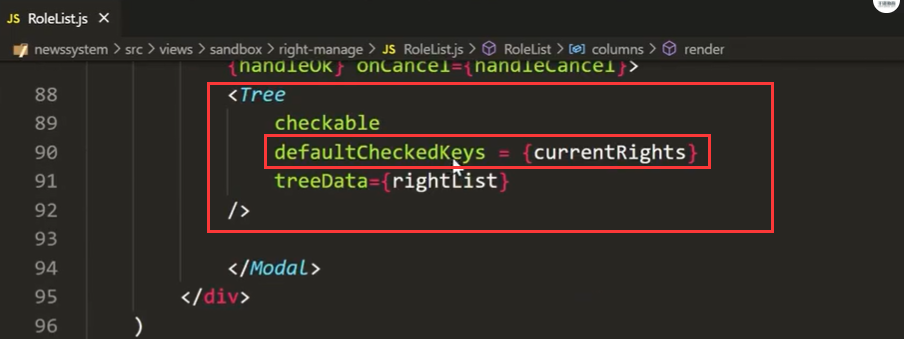 JS RoleList.js ×
newssystem > src > views > sandbox > right-manage > JS RoleList.js > RoleList > columns > render
{handleOk} onCancel={handleCancel}>
88 <Tree
89 checkable
90 defaultCheckedKeys = {currentRights}
91 treeData={rightList}
92 />
93
94 </Modal>
95 </div>
96 )